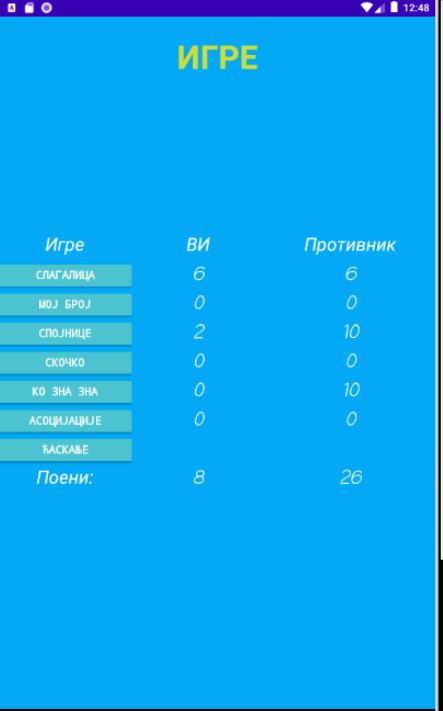 12:48
ИГРЕ
Игре ВИ Противник
СЛАГАЛИЦА 6 6
МОЈ БРОЈ 0 0
СПОЈНИЦЕ 2 10
СКОЧКО 0 0
КО ЗНА ЗНА 0 10
АСОЦИЈАЦИЈЕ 0 0
ЋАСКАЊЕ
Поени: 8 26